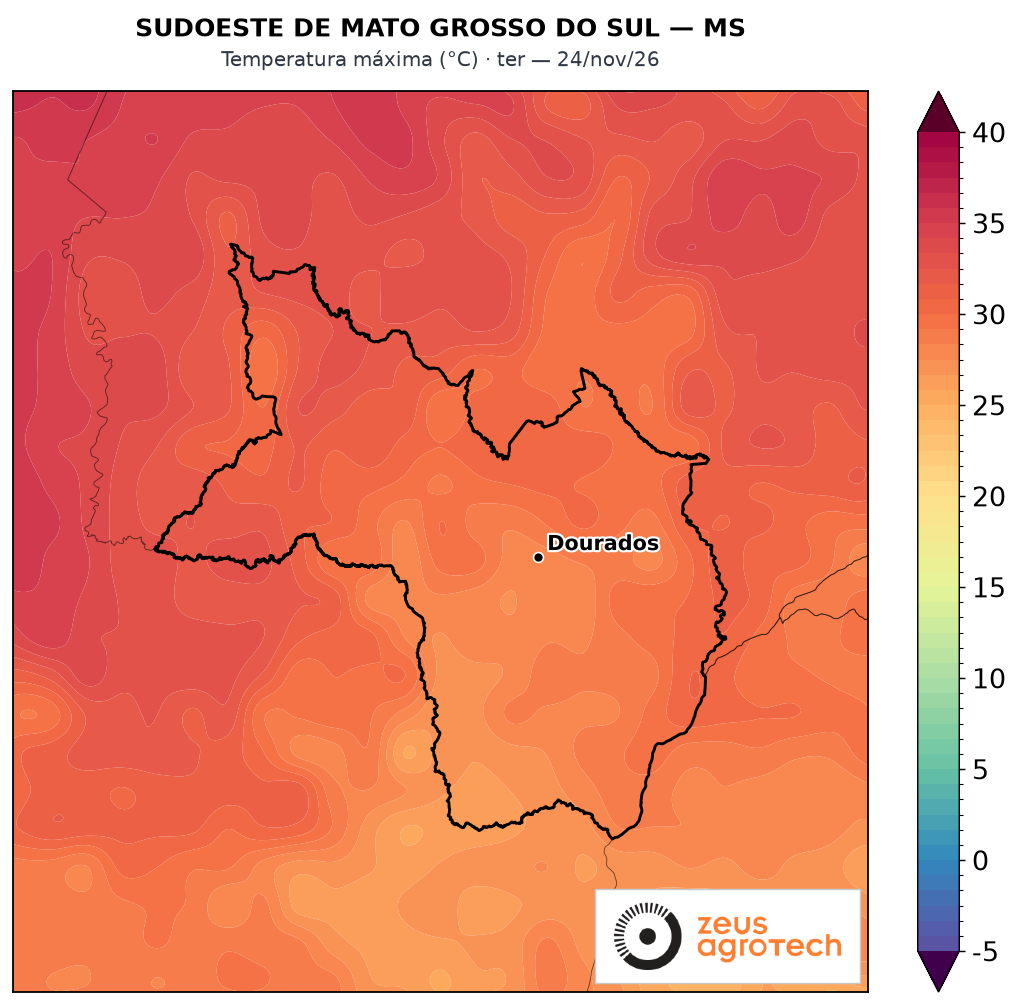 SUDOESTE DE MATO GROSSO DO SUL — MS
Temperatura máxima (°C) · ter — 24/nov/26
40
35
30
25
20
15
10
5
0
-5
Dourados
zeus
agrotech